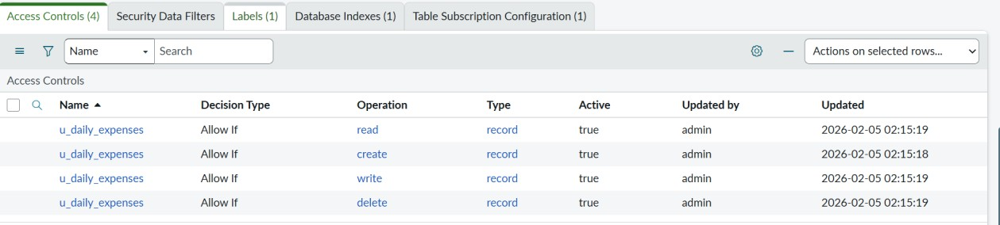 Access Controls (4) Security Data Filters Labels (1) Database Indexes (1) Table Subscription Configuration (1)
Name Search Actions on selected rows...
Access Controls
Name Decision Type Operation Type Active Updated by Updated
u_daily_expenses Allow If read record true admin 2026-02-05 02:15:19
u_daily_expenses Allow If create record true admin 2026-02-05 02:15:18
u_daily_expenses Allow If write record true admin 2026-02-05 02:15:19
u_daily_expenses Allow If delete record true admin 2026-02-05 02:15:19